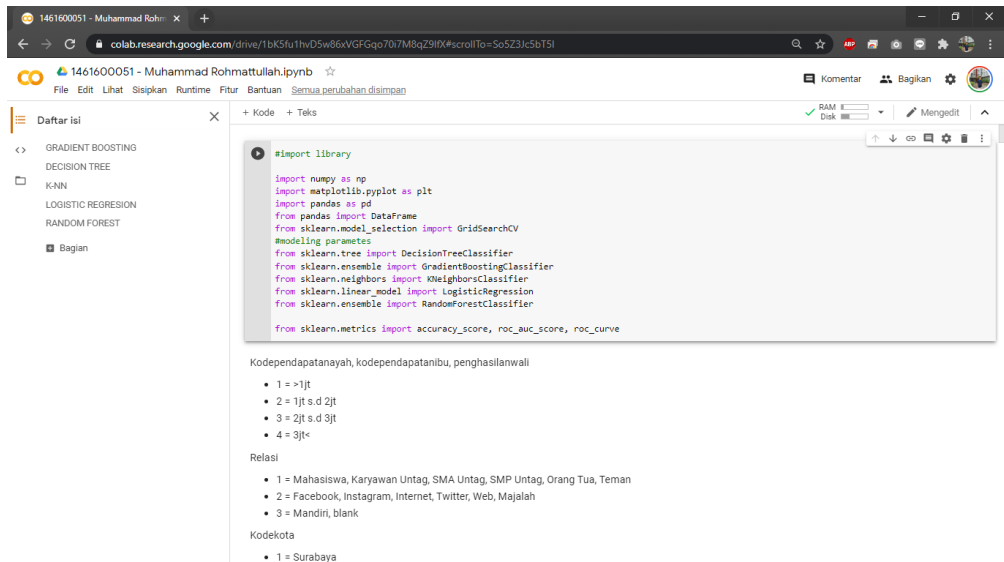 1461600051 - Muhammad Rohm
colab.research.google.com/drive/1bK5fu1hvD5w86xVGFGqo70i7M8qZ9IfX#scrollTo=So5Z3Jc5bT5I
ABP
CO
1461600051 - Muhammad Rohmattullah.ipynb
Komentar
Bagikan
File Edit Lihat Sisipkan Runtime Fitur Bantuan Semua perubahan disimpan
Daftar isi
+ Kode + Teks
RAM
Disk
Mengedit
GRADIENT BOOSTING
DECISION TREE
K-NN
LOGISTIC REGRESION
RANDOM FOREST
Bagian
#import library
import numpy as np
import matplotlib.pyplot as plt
import pandas as pd
from pandas import DataFrame
from sklearn.model_selection import GridSearchCV
#modeling parametes
from sklearn.tree import DecisionTreeClassifier
from sklearn.ensemble import GradientBoostingClassifier
from sklearn.neighbors import KNeighborsClassifier
from sklearn.linear_model import LogisticRegression
from sklearn.ensemble import RandomForestClassifier
from sklearn.metrics import accuracy_score, roc_auc_score, roc_curve
Kodependapatanayah, kodependapatanibu, penghasilanwali
• 1 = >1jt
• 2 = 1jt s.d 2jt
• 3 = 2jt s.d 3jt
• 4 = 3jt<
Relasi
• 1 = Mahasiswa, Karyawan Untag, SMA Untag, SMP Untag, Orang Tua, Teman
• 2 = Facebook, Instagram, Internet, Twitter, Web, Majalah
• 3 = Mandiri, blank
Kodekota
• 1 = Surabaya